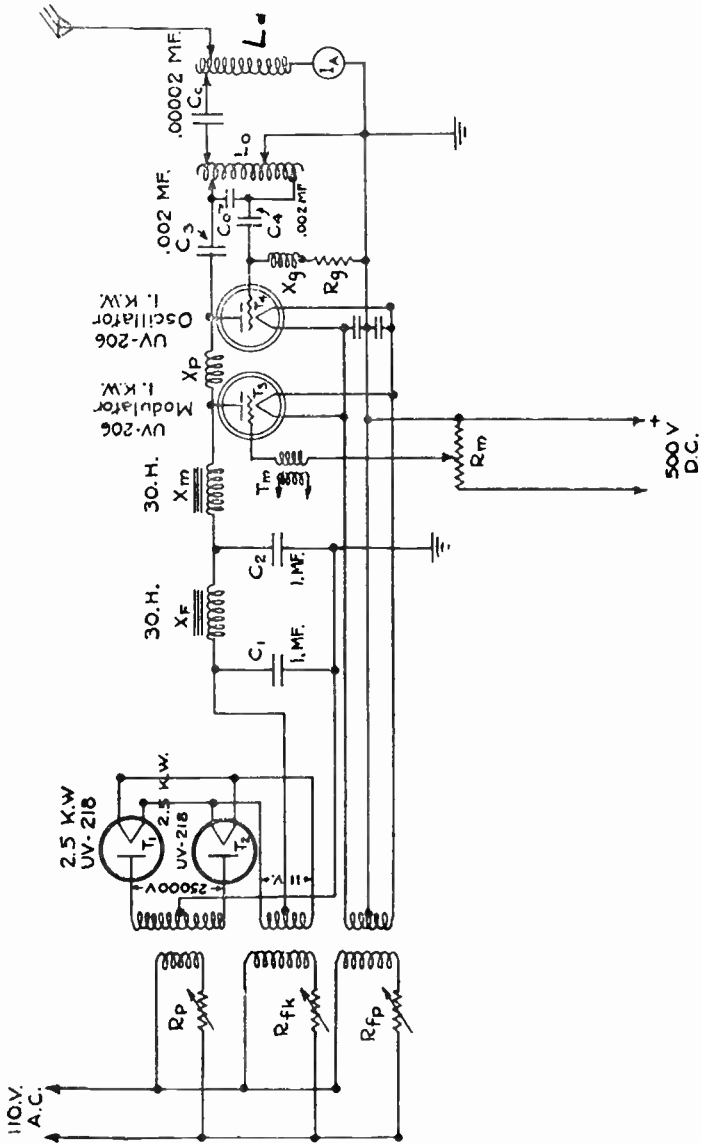 110.V.
A.C.
Rp
Rfk
Rfp
2.5 K.W
UV-218
T1
2.5 K.W.
UV-218
T2
25000V
11 V.
30. H.
XF
C1
1. MF.
C2
1. MF.
30. H.
Xm
UV-206
Modulator
1. K.W.
T3
Tm
Xp
UV-206
Oscillator
1. K.W.
T4
Xg
Rg
C3
.002 MF.
Co
C4
.002 MF
Lo
.00002 MF.
Cc
La
IA
Rm
+
500 V
D.C.